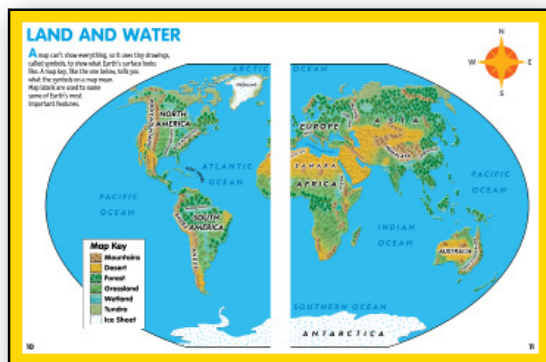 LAND AND WATER
A map can't show everything, so it uses tiny drawings,
called symbols, to show what Earth's surface looks
like. A map key, like the one below, tells you
what the symbols on a map mean.
Map labels are used to name
some of Earth's most
important features.
N
W
E
S
ARCTIC OCEAN
NORTH
AMERICA
EUROPE
ASIA
ATLANTIC
OCEAN
SAHARA
AFRICA
PACIFIC
OCEAN
PACIFIC
OCEAN
SOUTH
AMERICA
ANDES
INDIAN
OCEAN
AUSTRALIA
Map Key
Mountains
Desert
Forest
Grassland
Wetland
Tundra
Ice Sheet
SOUTHERN OCEAN
ANTARCTICA
10
11